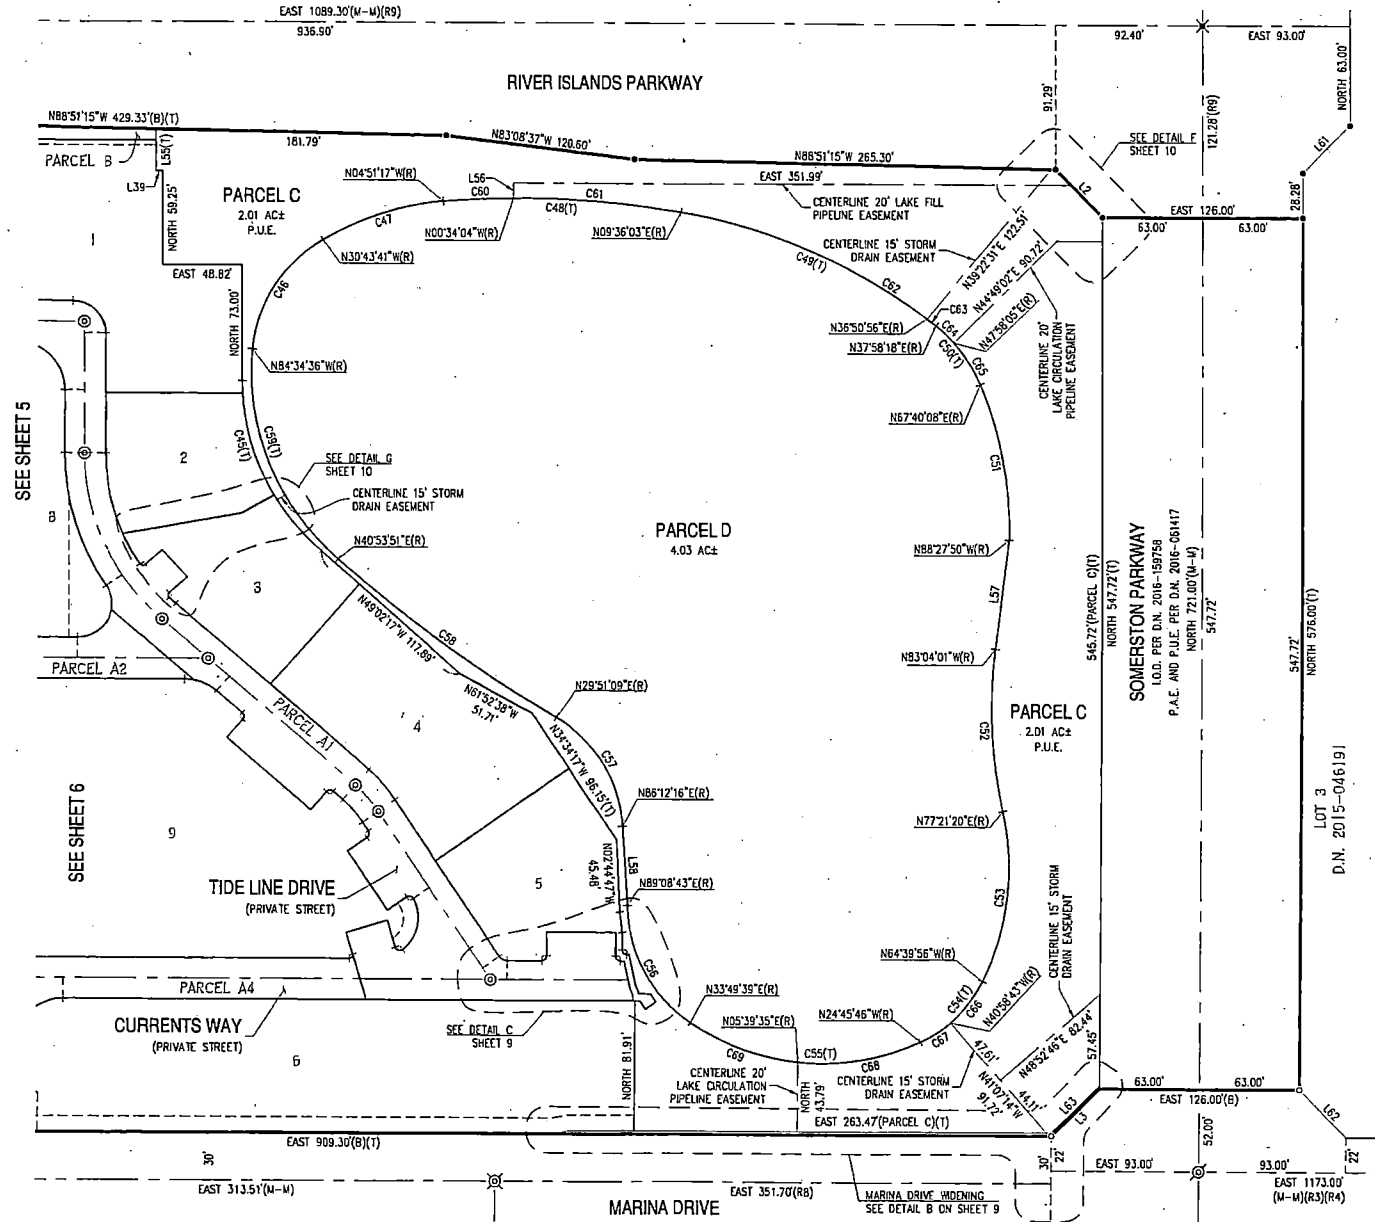 EAST 1089.30'(M-M)(R9)
936.90'
92.40'
EAST 93.00'
NORTH 63.00'
RIVER ISLANDS PARKWAY
91.29'
121.28'(R9)
SEE DETAIL F
SHEET 10
L61
N88°51'15"W 429.33'(B)(T)
181.79'
N83°08'37"W 120.60'
N88°51'15"W 265.30'
EAST 351.99'
PARCEL B
L55(T)
L39
PARCEL C
2.01 AC±
P.U.E.
N04°51'17"W(R)
L56
C60
C61
C47
C48(T)
CENTERLINE 20' LAKE FILL
PIPELINE EASEMENT
L2
28.28'
EAST 126.00'
63.00'
63.00'
NORTH 59.25'
1
N00°34'04"W(R)
N09°36'03"E(R)
N30°43'41"W(R)
CENTERLINE 15' STORM
DRAIN EASEMENT
N39°22'31"E 122.51'
N44°49'02"E 90.72'
EAST 48.82'
C46
C49(T)
C62
NORTH 73.00'
C63
C64
N36°50'56"E(R)
N37°58'18"E(R)
C50(T)
N47°58'05"E(R)
C65
N84°34'36"W(R)
CENTERLINE 20'
LAKE CIRCULATION
PIPELINE EASEMENT
N67°40'08"E(R)
SEE SHEET 5
2
C45(T)
C59(T)
C51
SEE DETAIL G
SHEET 10
CENTERLINE 15' STORM
DRAIN EASEMENT
8
PARCEL D
4.03 AC±
N40°53'51"E(R)
N88°27'50"W(R)
3
L57
545.72'(PARCEL C)(T)
NORTH 547.72'(T)
SOMERSTON PARKWAY
I.O.D. PER D.N. 2016-159758
P.A.E. AND P.U.E. PER D.N. 2016-061417
NORTH 721.00'(M-M)
547.72'
547.72'
NORTH 576.00'(T)
N49°02'17"W 117.89'
C58
N83°04'01"W(R)
PARCEL A2
N61°52'38"W
51.71'
N29°51'09"E(R)
PARCEL A1
4
N34°34'17"W 96.15'(T)
C57
C52
PARCEL C
2.01 AC±
P.U.E.
LOT 3
D.N. 2015-046191
SEE SHEET 6
9
N86°12'16"E(R)
N77°21'20"E(R)
TIDE LINE DRIVE
(PRIVATE STREET)
5
N02°44'47"W
45.48'
L58
N89°08'43"E(R)
C53
CENTERLINE 15' STORM
DRAIN EASEMENT
C56
N64°39'56"W(R)
PARCEL A4
N33°49'39"E(R)
C54(T)
C66
N40°58'43"W(R)
CURRENTS WAY
(PRIVATE STREET)
SEE DETAIL C
SHEET 9
N05°39'35"E(R)
N24°45'46"W(R)
C67
N48°52'46"E 82.44'
57.45'
6
NORTH 81.91'
C69
C55(T)
C68
47.61'
CENTERLINE 20'
LAKE CIRCULATION
PIPELINE EASEMENT
NORTH
43.79'
CENTERLINE 15' STORM
DRAIN EASEMENT
N41°07'14"W
91.72'
44.11'
L63
L3
63.00'
63.00'
EAST 126.00'(B)
L62
EAST 263.47'(PARCEL C)(T)
EAST 909.30'(B)(T)
30'
30'
22'
52.00'
22'
EAST 93.00'
93.00'
EAST 313.51'(M-M)
EAST 351.70'(R8)
MARINA DRIVE
MARINA DRIVE WIDENING
SEE DETAIL B ON SHEET 9
EAST 1173.00'
(M-M)(R3)(R4)